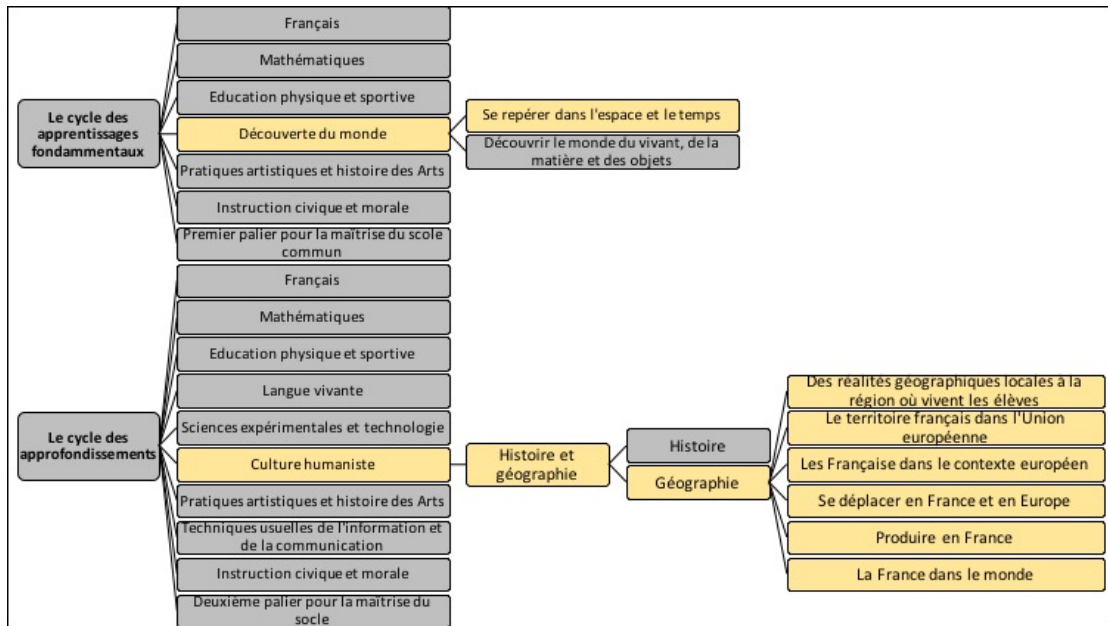 Le cycle des
apprentissages
fondammentaux
Français
Mathématiques
Education physique et sportive
Découverte du monde
Pratiques artistiques et histoire des Arts
Instruction civique et morale
Premier palier pour la maîtrise du scole
commun
Se repérer dans l'espace et le temps
Découvrir le monde du vivant, de la
matière et des objets
Le cycle des
approfondissements
Français
Mathématiques
Education physique et sportive
Langue vivante
Sciences expérimentales et technologie
Culture humaniste
Pratiques artistiques et histoire des Arts
Techniques usuelles de l'information et
de la communication
Instruction civique et morale
Deuxième palier pour la maîtrise du
socle
Histoire et
géographie
Histoire
Géographie
Des réalités géographiques locales à la
région où vivent les élèves
Le territoire français dans l'Union
européenne
Les Française dans le contexte européen
Se déplacer en France et en Europe
Produire en France
La France dans le monde